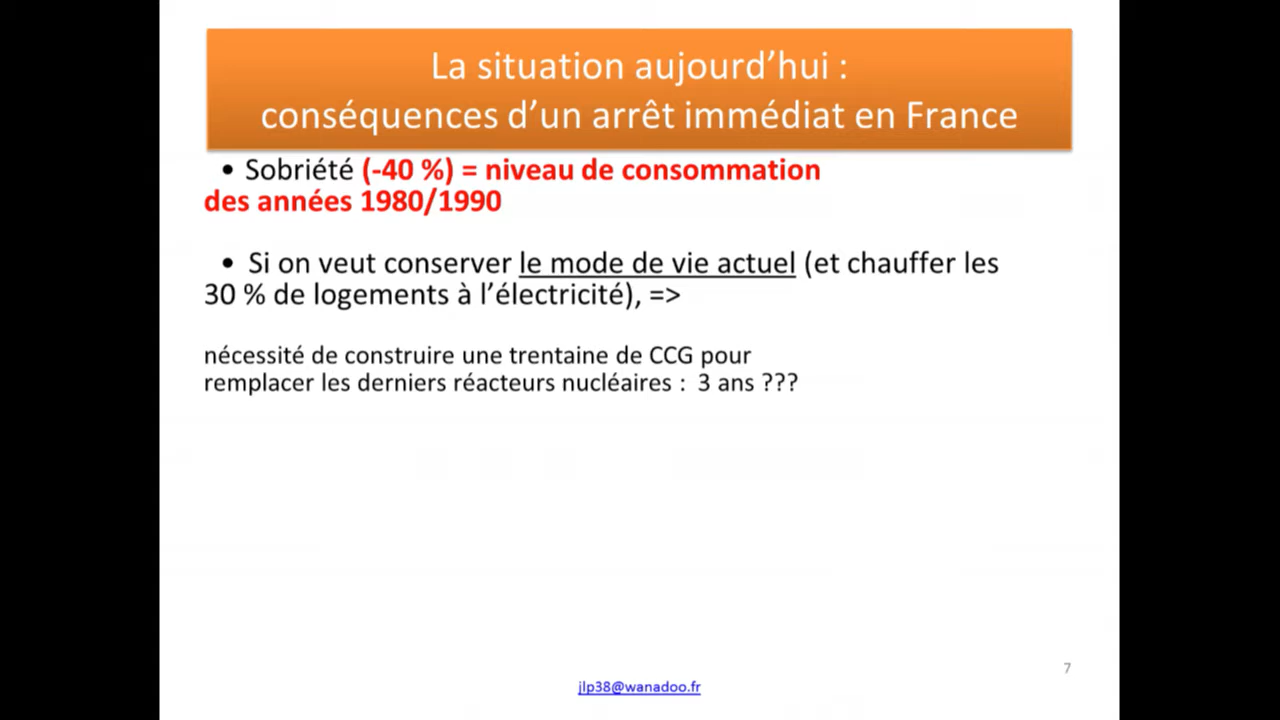 La situation aujourd’hui :
conséquences d’un arrêt immédiat en France
• Sobriété (-40 %) = niveau de consommation
des années 1980/1990
• Si on veut conserver le mode de vie actuel (et chauffer les
30 % de logements à l’électricité), =>
nécessité de construire une trentaine de CCG pour
remplacer les derniers réacteurs nucléaires : 3 ans ???
7
jlp38@wanadoo.fr